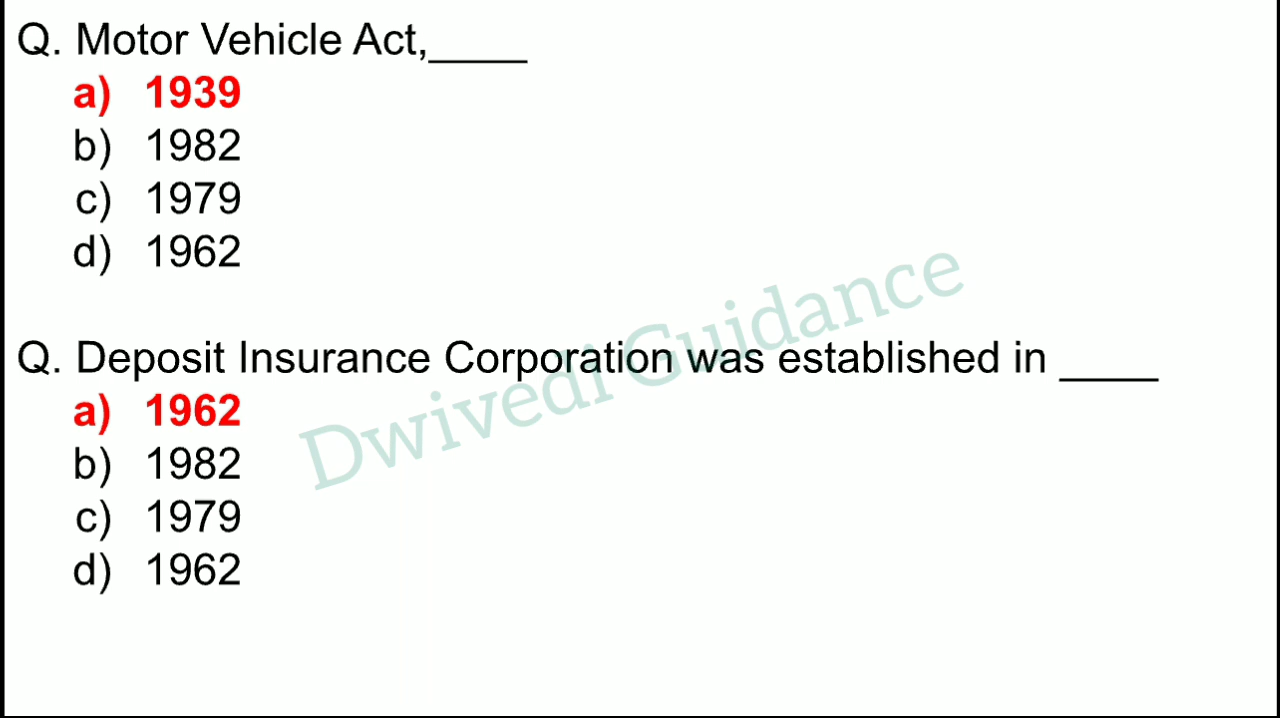 Q. Motor Vehicle Act,____
a) 1939
b) 1982
c) 1979
d) 1962
Q. Deposit Insurance Corporation was established in ____
a) 1962
b) 1982
c) 1979
d) 1962
Dwivedi Guidance